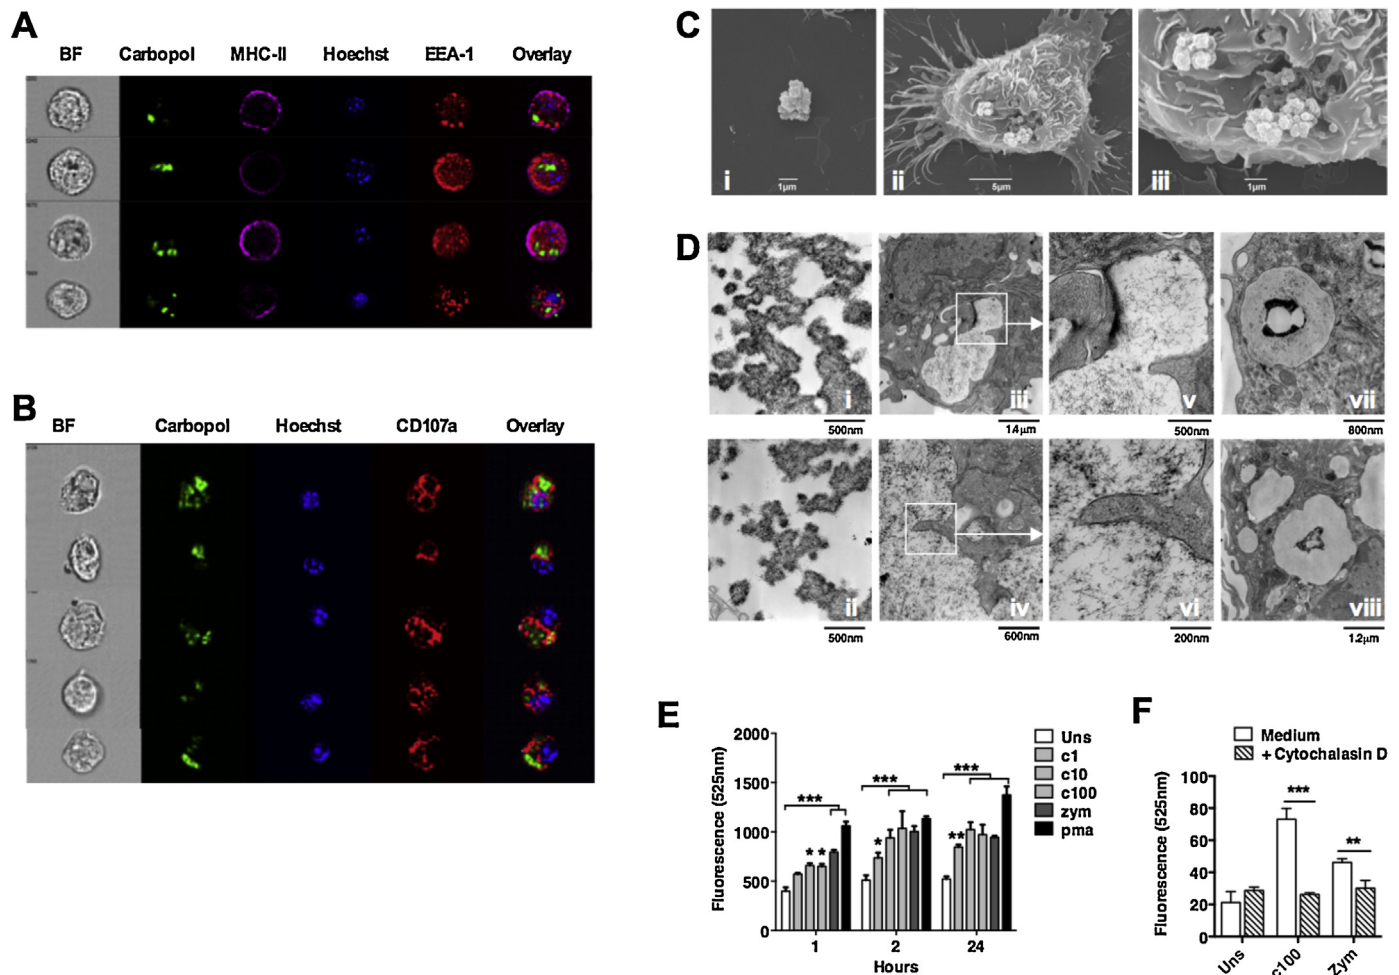 A
BF Carbopol MHC-II Hoechst EEA-1 Overlay
B
BF Carbopol Hoechst CD107a Overlay
C
i
1µm
ii
5µm
iii
1µm
D
i
500nm
iii
14µm
v
500nm
vii
800nm
ii
500nm
iv
600nm
vi
200nm
viii
12µm
E
Fluorescence (525nm)
2000
1500
1000
500
0
***
* *
***
*
***
**
1 2 24
Hours
Uns
c1
c10
c100
zym
pma
F
Medium
+ Cytochalasin D
Fluorescence (525nm)
100
80
60
40
20
0
***
**
Uns c100 Zym